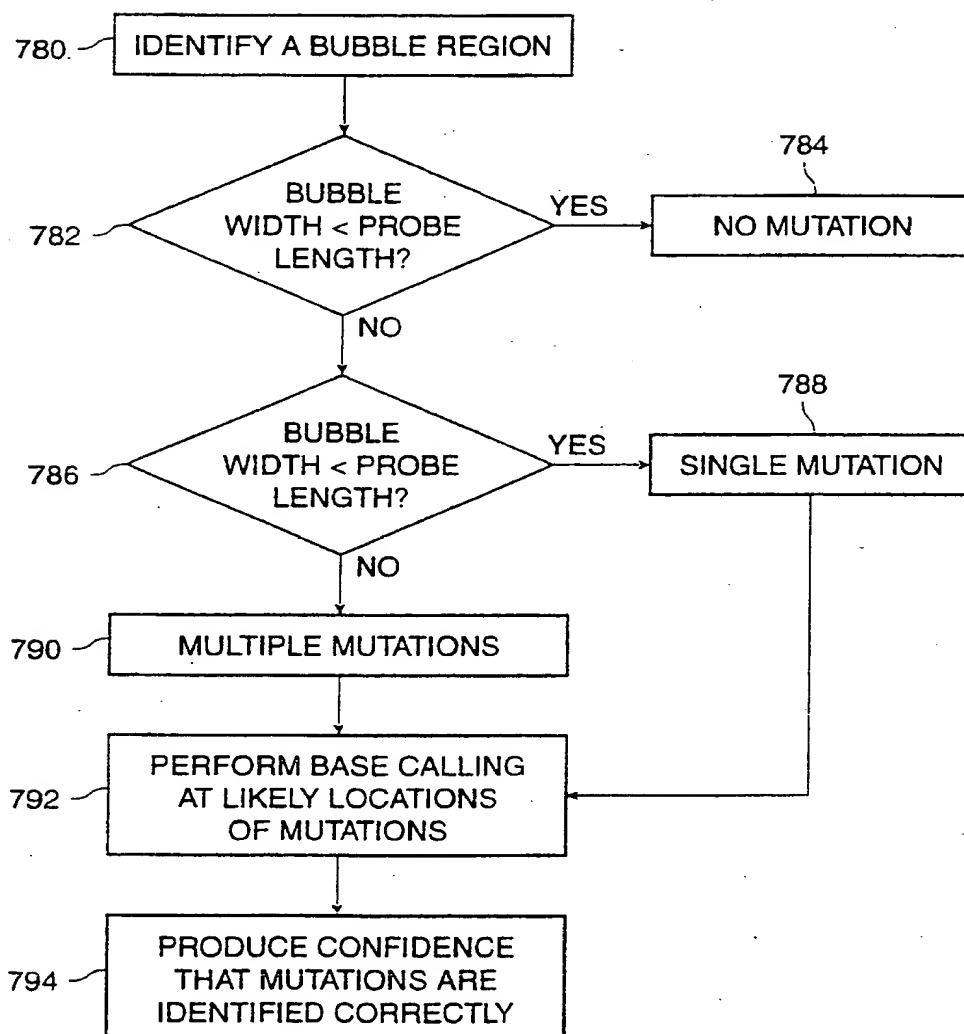 780.
IDENTIFY A BUBBLE REGION
782
BUBBLE
WIDTH < PROBE
LENGTH?
YES
784
NO MUTATION
NO
786
BUBBLE
WIDTH < PROBE
LENGTH?
YES
788
SINGLE MUTATION
NO
790
MULTIPLE MUTATIONS
792
PERFORM BASE CALLING
AT LIKELY LOCATIONS
OF MUTATIONS
794
PRODUCE CONFIDENCE
THAT MUTATIONS ARE
IDENTIFIED CORRECTLY